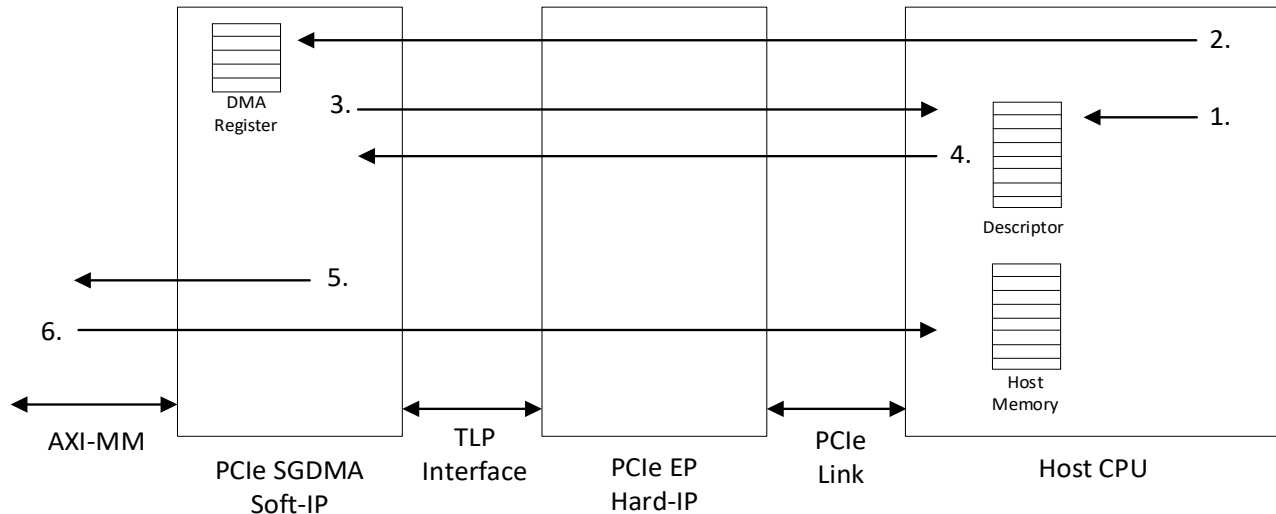 2.
DMA
Register
3.
1.
4.
Descriptor
5.
6.
Host
Memory
AXI-MM
TLP
Interface
PCIe
Link
PCIe SGDMA
Soft-IP
PCIe EP
Hard-IP
Host CPU